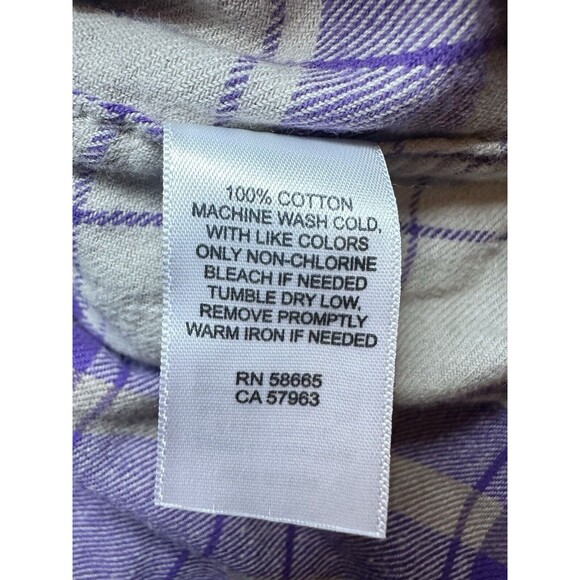 100% COTTON
MACHINE WASH COLD,
WITH LIKE COLORS
ONLY NON-CHLORINE
BLEACH IF NEEDED
TUMBLE DRY LOW,
REMOVE PROMPTLY
WARM IRON IF NEEDED
RN 58665
CA 57963